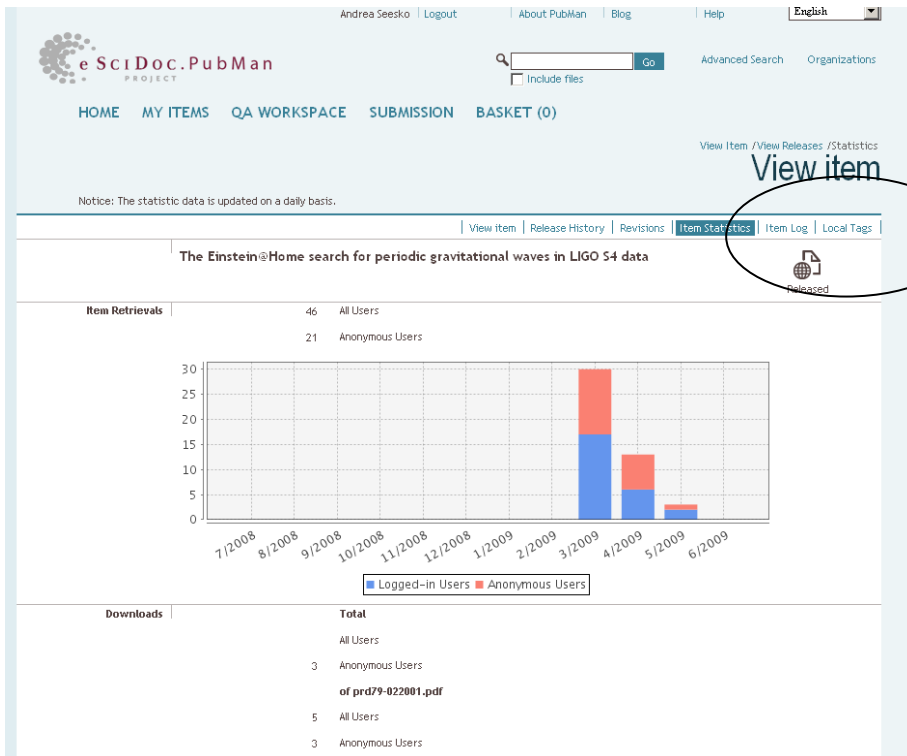 Andrea Seesko | Logout | About PubMan | Blog | Help English
eSciDoc.PubMan
PROJECT
Go Advanced Search Organizations
Include files
HOME MY ITEMS QA WORKSPACE SUBMISSION BASKET (0)
View Item /View Releases /Statistics
View item
Notice: The statistic data is updated on a daily basis.
View item | Release History | Revisions | Item Statistics | Item Log | Local Tags
The Einstein@Home search for periodic gravitational waves in LIGO S4 data
Released
Item Retrievals 46 All Users
21 Anonymous Users
30
25
20
15
10
5
0
7/2008 8/2008 9/2008 10/2008 11/2008 12/2008 1/2009 2/2009 3/2009 4/2009 5/2009 6/2009
Logged-in Users Anonymous Users
Downloads Total
All Users
3 Anonymous Users
of prd79-022001.pdf
5 All Users
3 Anonymous Users